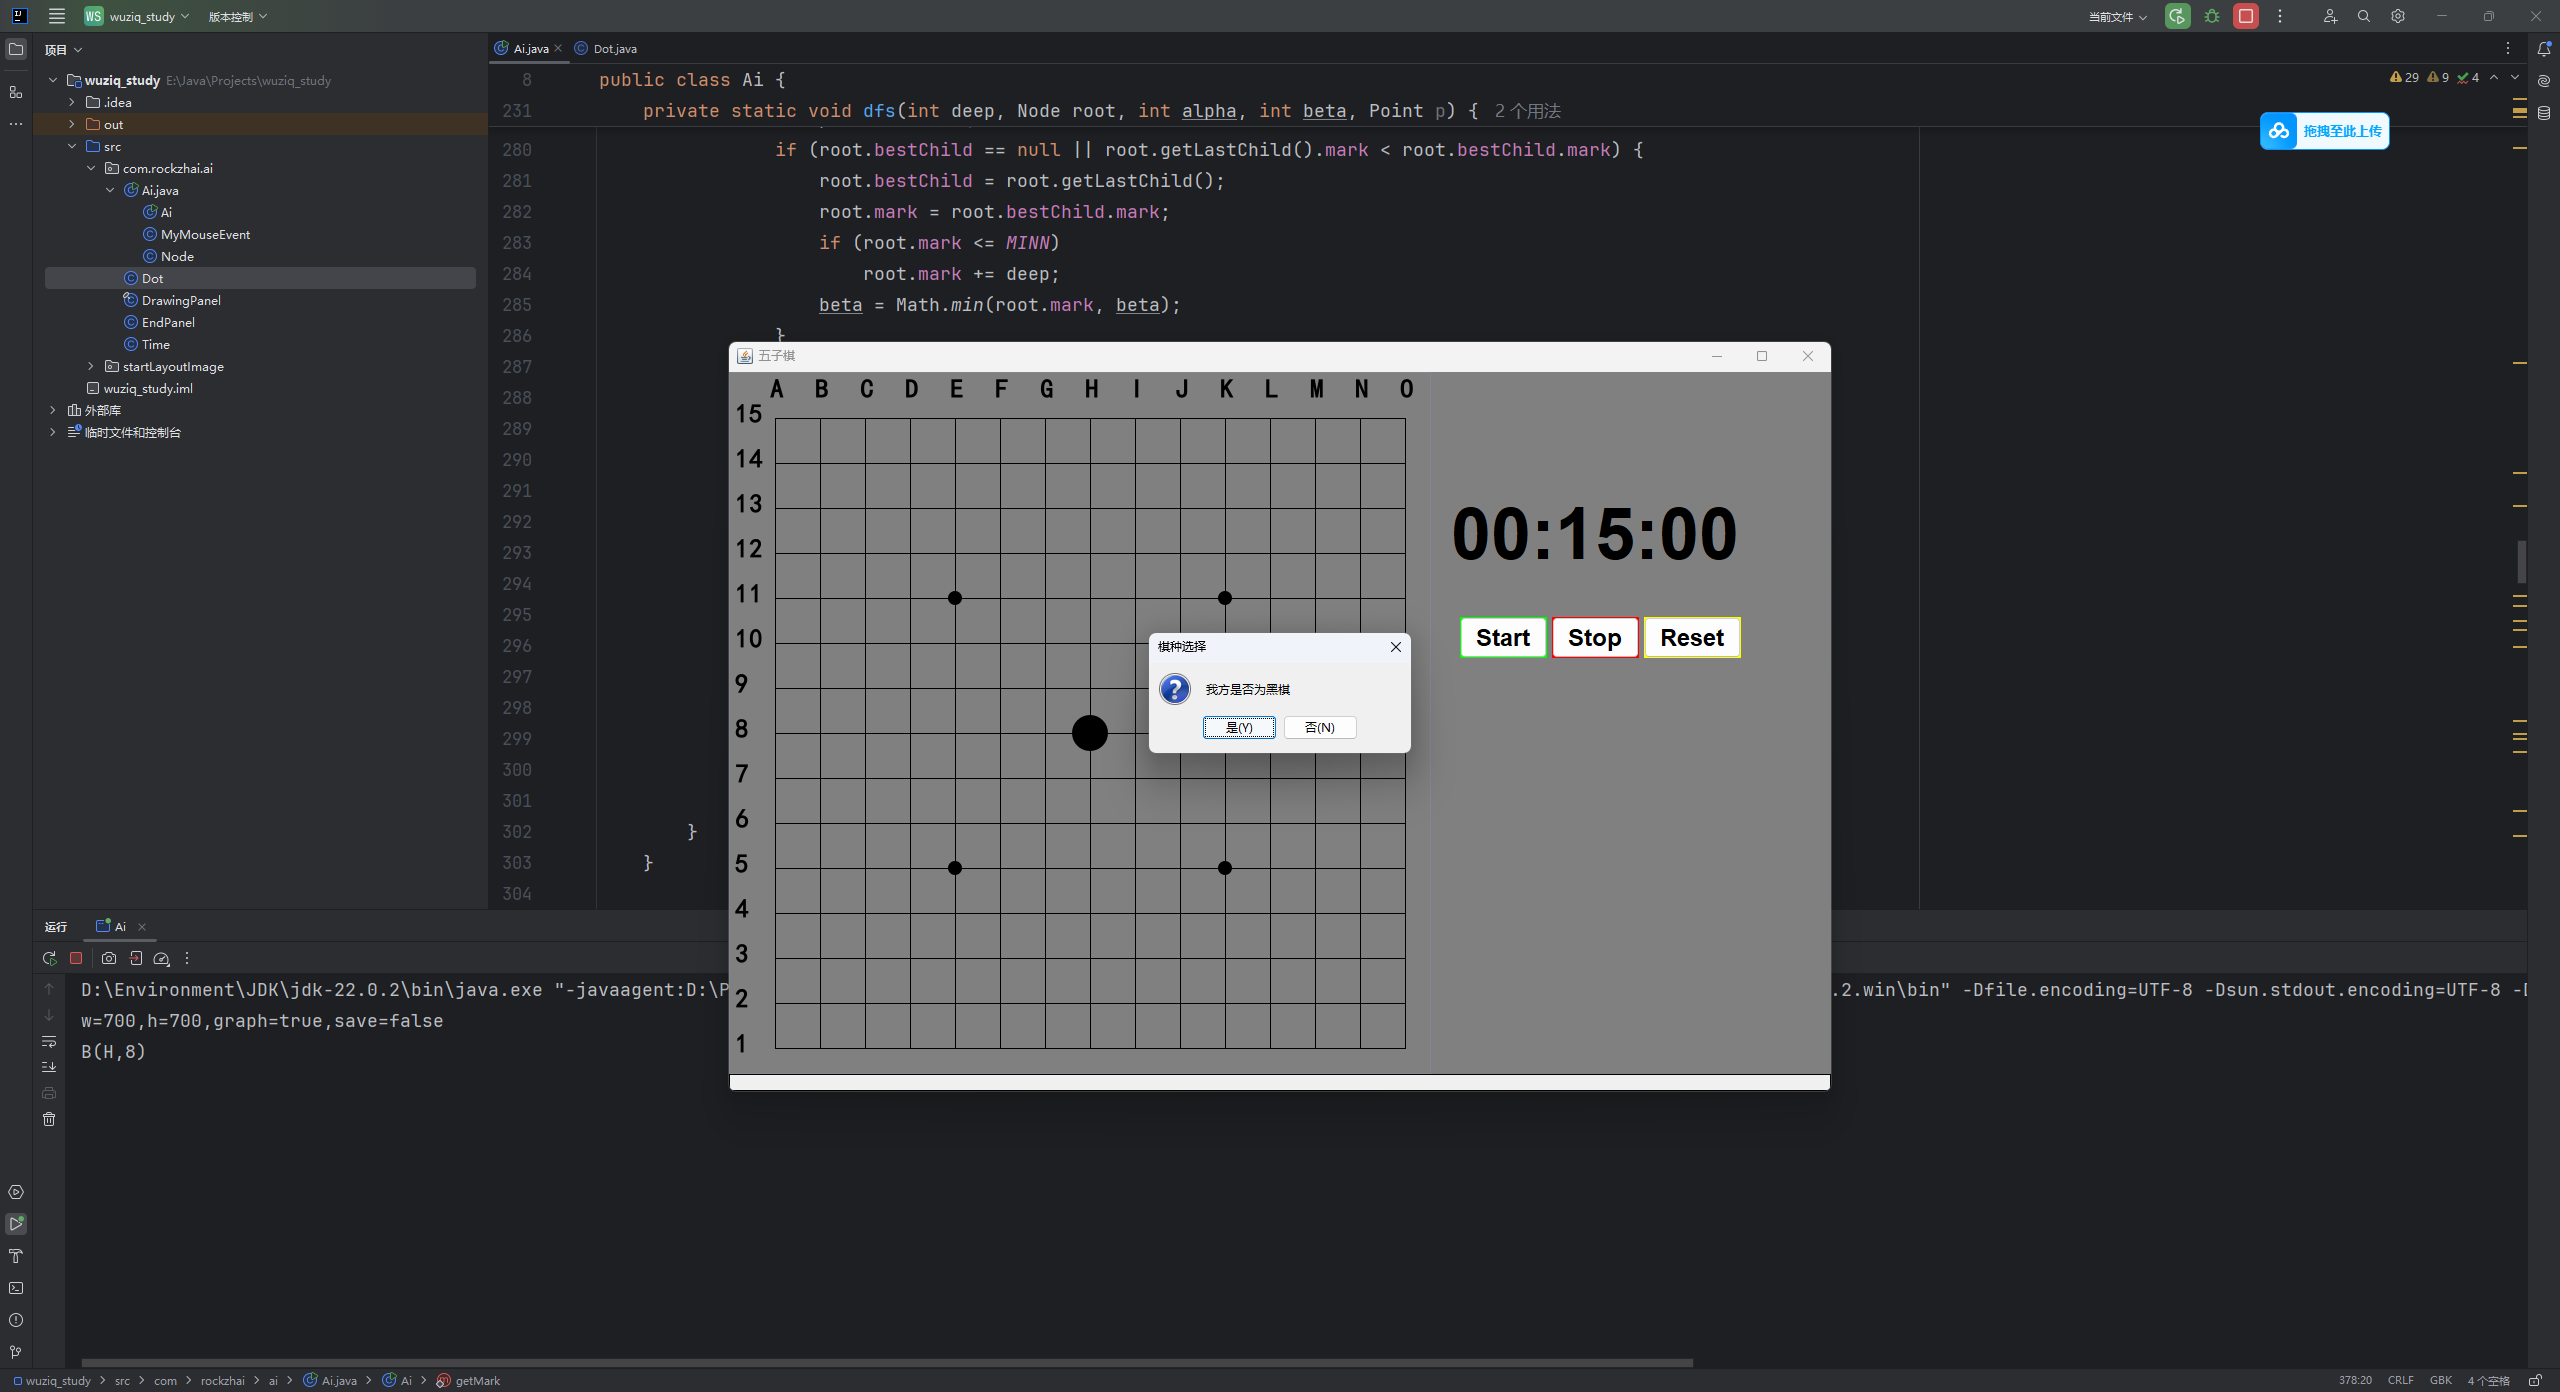 wuziq_study 版本控制 当前文件
项目
wuziq_study E:\Java\Projects\wuziq_study
.idea
out
src
com.rockzhai.ai
Ai.java
Ai
MyMouseEvent
Node
Dot
DrawingPanel
EndPanel
Time
startLayoutImage
wuziq_study.iml
外部库
临时文件和控制台
Ai.java Dot.java
8 public class Ai {
29 9 4
231 private static void dfs(int deep, Node root, int alpha, int beta, Point p) { 2 个用法
拖拽至此上传
280 if (root.bestChild == null || root.getLastChild().mark < root.bestChild.mark) {
281 root.bestChild = root.getLastChild();
282 root.mark = root.bestChild.mark;
283 if (root.mark <= MINN)
284 root.mark += deep;
285 beta = Math.min(root.mark, beta);
286 }
287
288
289
290
291
292
293
294
295
296
297
298
299
300
301
302 }
303 }
304
五子棋
A B C D E F G H I J K L M N O
15
14
13
12
11
10
9
8
7
6
5
4
3
2
1
00:15:00
Start Stop Reset
棋种选择
我方是否为黑棋
是(Y) 否(N)
运行 Ai
D:\Environment\JDK\jdk-22.0.2\bin\java.exe "-javaagent:D:\P .2.win\bin" -Dfile.encoding=UTF-8 -Dsun.stdout.encoding=UTF-8 -D
w=700,h=700,graph=true,save=false
B(H,8)
wuziq_study src com rockzhai ai Ai.java Ai getMark
378:20 CRLF GBK 4 个空格